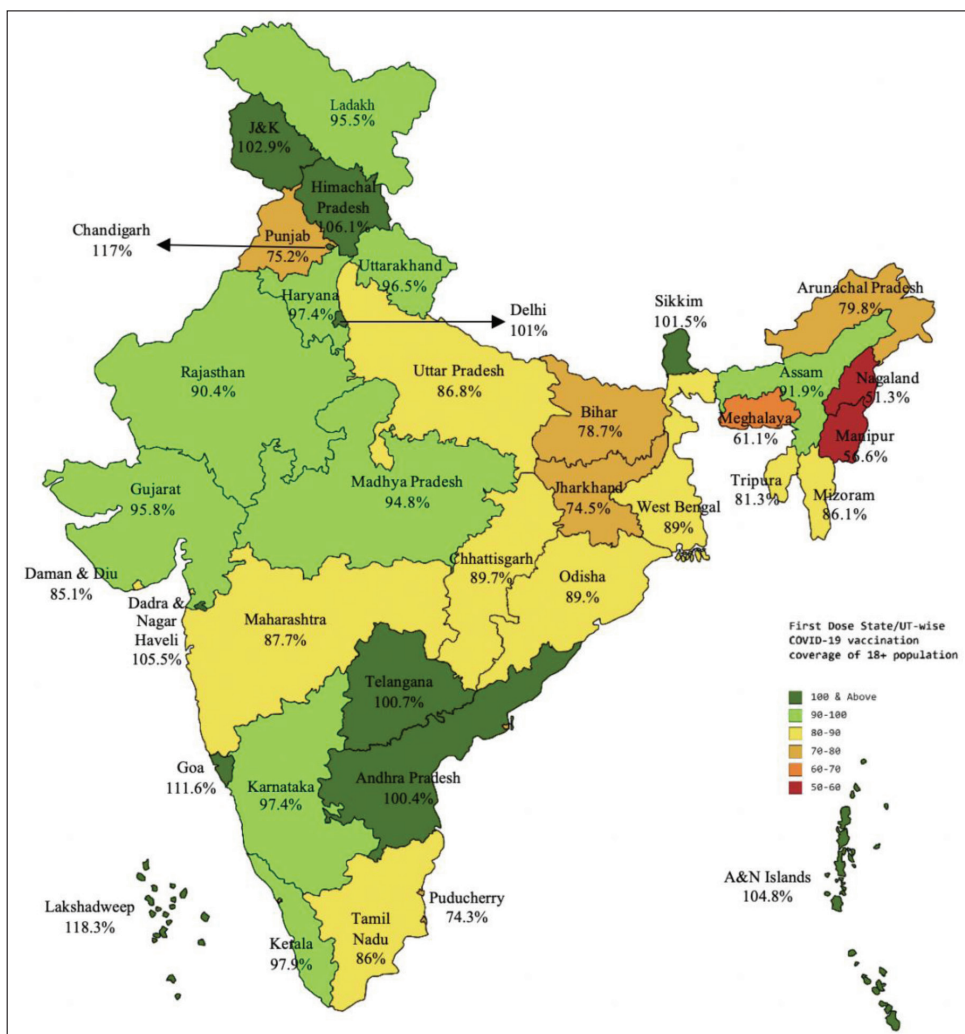 Ladakh
95.5%
J&K
102.9%
Himachal
Pradesh
106.1%
Chandigarh
117%
Punjab
75.2%
Uttarakhand
96.5%
Haryana
97.4%
Delhi
101%
Sikkim
101.5%
Arunachal Pradesh
79.8%
Rajasthan
90.4%
Uttar Pradesh
86.8%
Assam
91.9%
Nagaland
51.3%
Bihar
78.7%
Meghalaya
61.1%
Manipur
56.6%
Gujarat
95.8%
Madhya Pradesh
94.8%
Jharkhand
74.5%
West Bengal
89%
Tripura
81.3%
Mizoram
86.1%
Daman & Diu
85.1%
Dadra &
Nagar
Haveli
105.5%
Chhattisgarh
89.7%
Odisha
89.%
Maharashtra
87.7%
First Dose State/UT-wise
COVID-19 vaccination
coverage of 18+ population
100 & Above
90-100
80-90
70-80
60-70
50-60
Telangana
100.7%
Goa
111.6%
Karnataka
97.4%
Andhra Pradesh
100.4%
A&N Islands
104.8%
Lakshadweep
118.3%
Puducherry
74.3%
Tamil
Nadu
86%
Kerala
97.9%